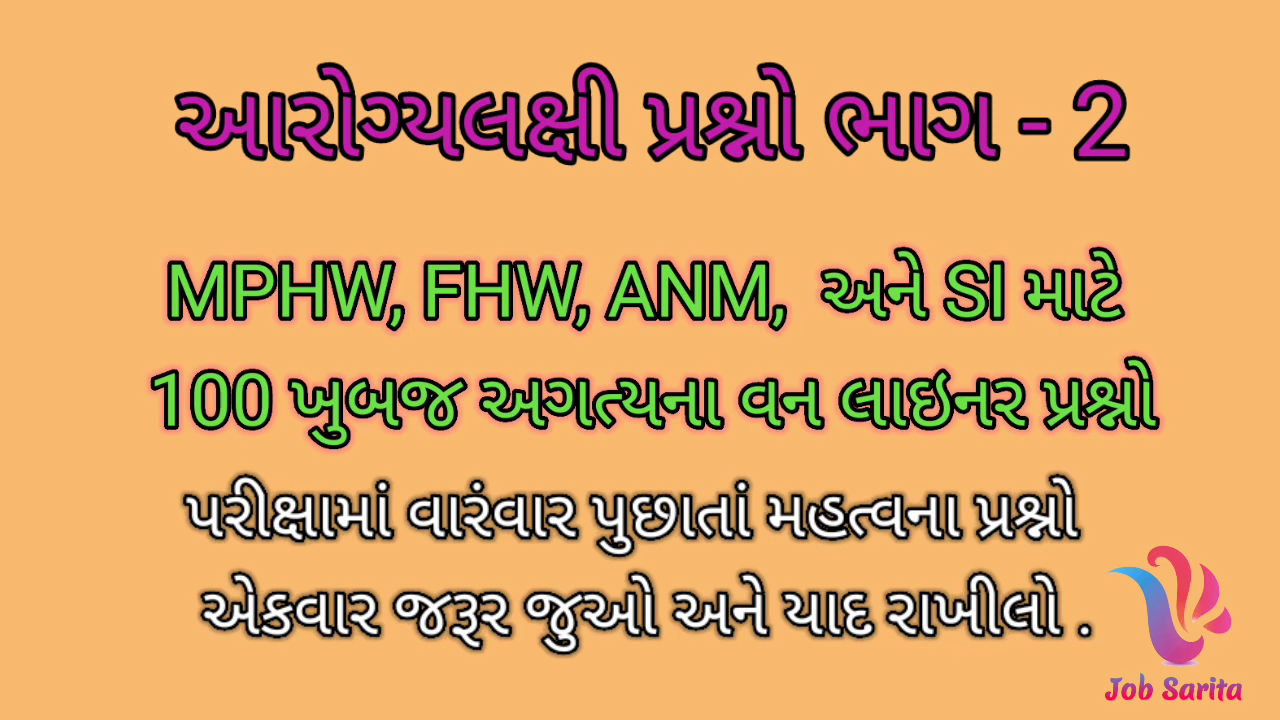 આરોગ્યલક્ષી પ્રશ્નો ભાગ - 2
MPHW, FHW, ANM, અને SI માટે
100 ખુબજ અગત્યના વન લાઇનર પ્રશ્નો
પરીક્ષામાં વારંવાર પુછાતાં મહત્વના પ્રશ્નો
એકવાર જરૂર જુઓ અને યાદ રાખીલો .
Job Sarita